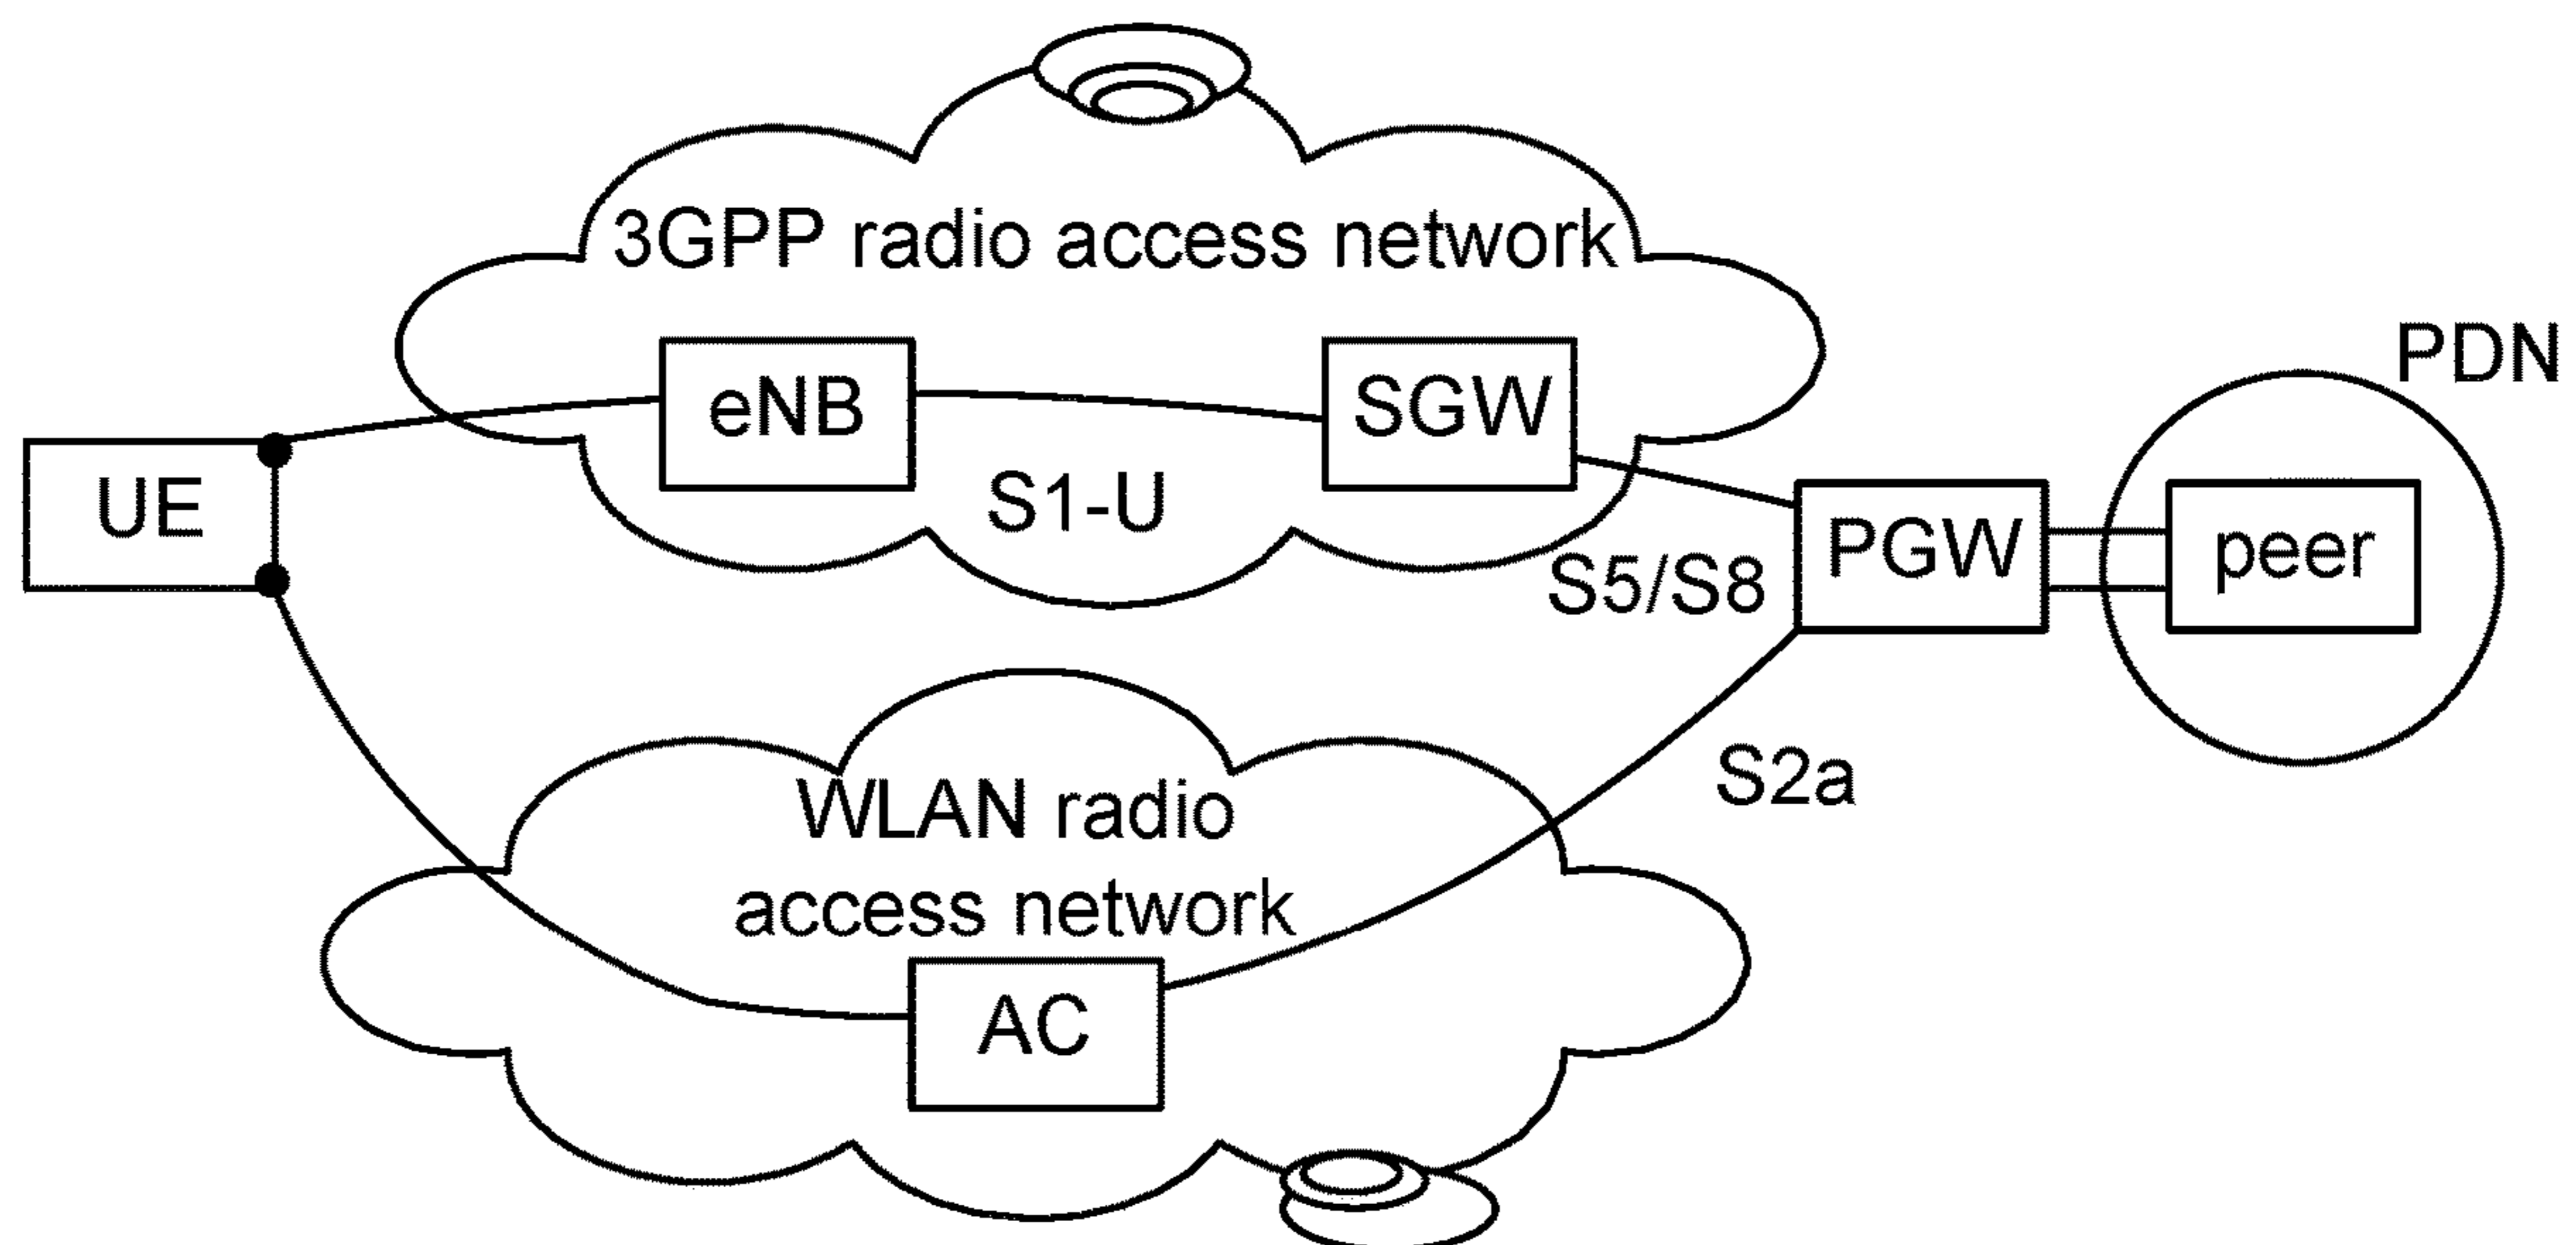 3GPP radio access network
PDN
eNB
SGW
UE
S1-U
PGW
peer
S5/S8
S2a
WLAN radio
access network
AC